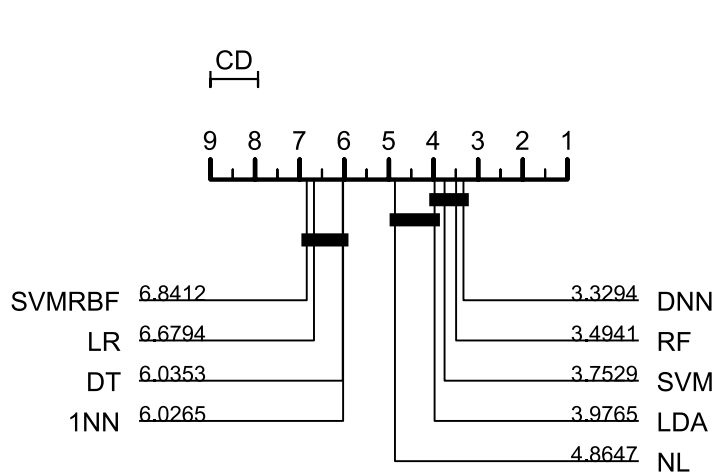 CD
9 8 7 6 5 4 3 2 1
SVMRBF 6.8412 3.3294 DNN
LR 6.6794 3.4941 RF
DT 6.0353 3.7529 SVM
1NN 6.0265 3.9765 LDA
4.8647 NL